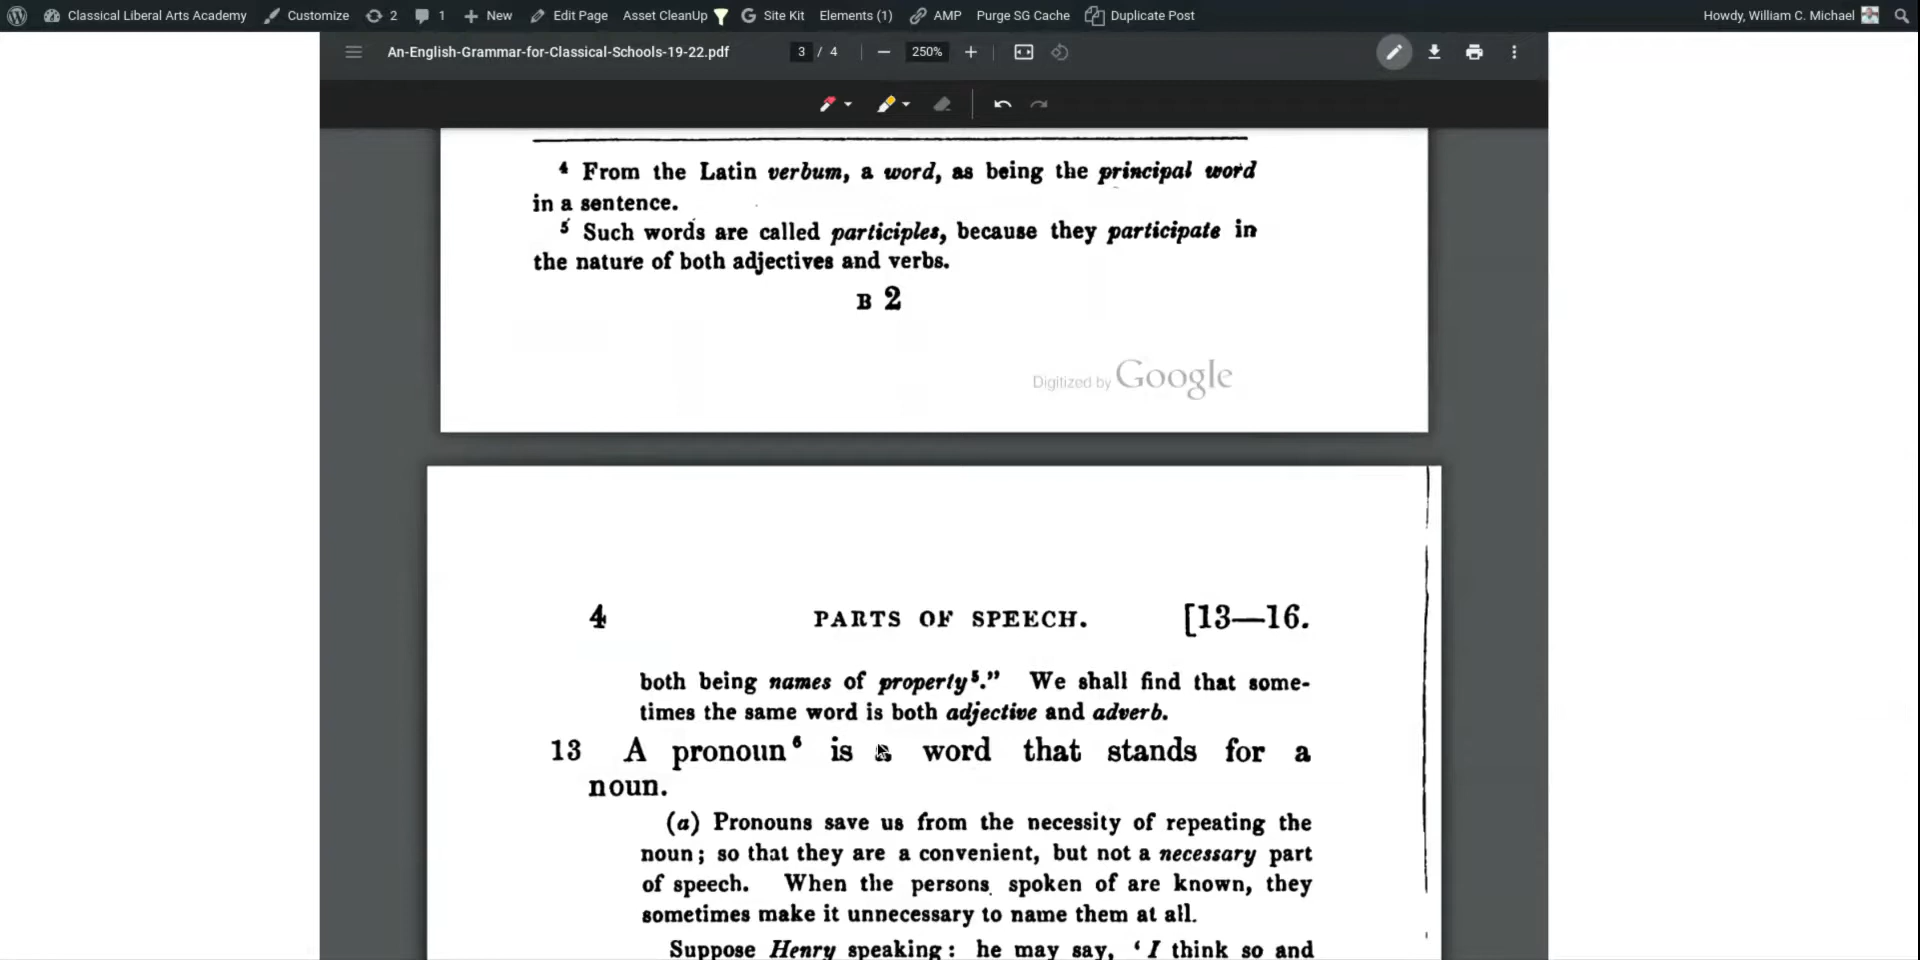 Classical Liberal Arts Academy Customize 2 1 New Edit Page Asset CleanUp Site Kit Elements (1) AMP Purge SG Cache Duplicate Post Howdy, William C. Michael
An-English-Grammar-for-Classical-Schools-19-22.pdf 3 / 4 250%
⁴ From the Latin verbum, a word, as being the principal word
in a sentence.
⁵ Such words are called participles, because they participate in
the nature of both adjectives and verbs.
B 2
Digitized by Google
4 PARTS OF SPEECH. [13—16.
both being names of property⁵.” We shall find that some-
times the same word is both adjective and adverb.
13 A pronoun⁶ is a word that stands for a
noun.
(a) Pronouns save us from the necessity of repeating the
noun; so that they are a convenient, but not a necessary part
of speech. When the persons spoken of are known, they
sometimes make it unnecessary to name them at all.
Suppose Henry speaking: he may say, ‘I think so and